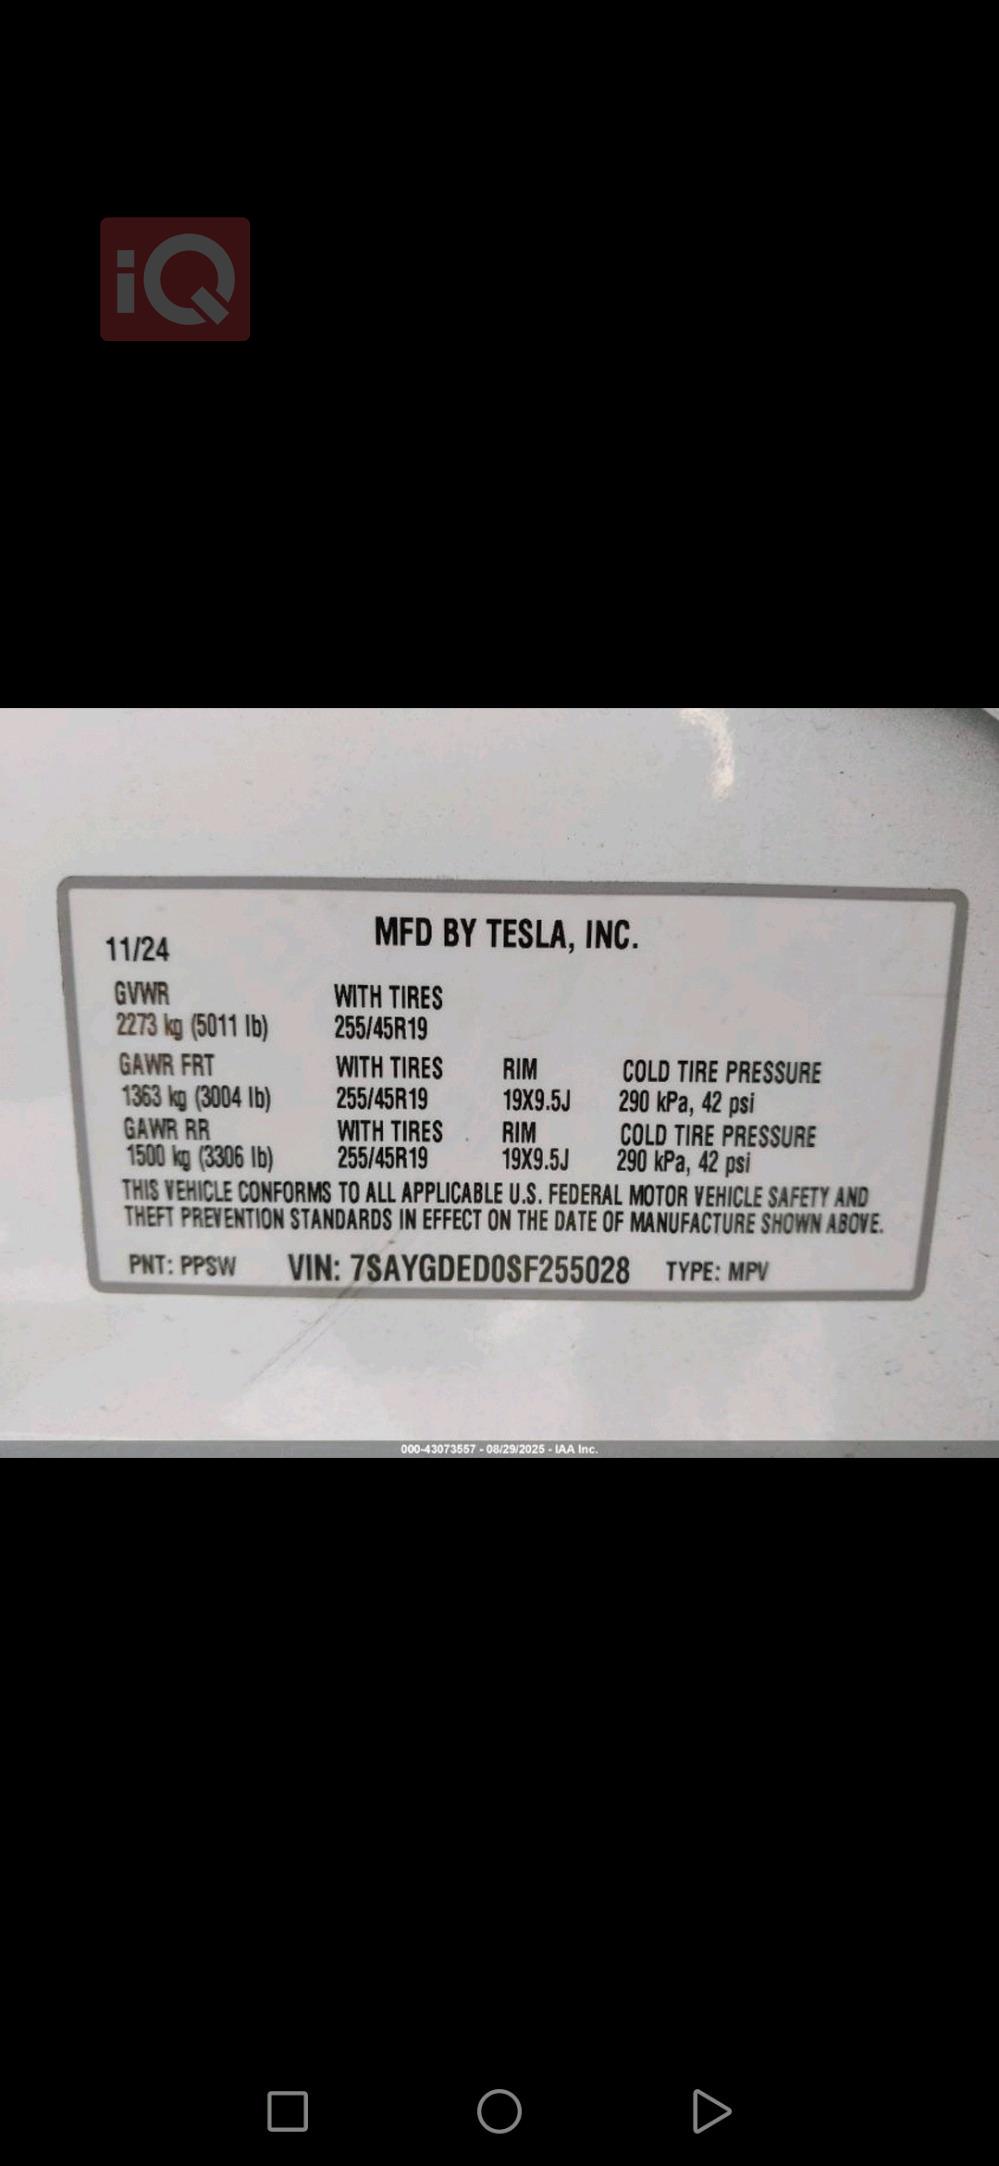 iQ
MFD BY TESLA, INC.
11/24
GVWR WITH TIRES
2273 kg (5011 lb) 255/45R19
GAWR FRT WITH TIRES RIM COLD TIRE PRESSURE
1363 kg (3004 lb) 255/45R19 19X9.5J 290 kPa, 42 psi
GAWR RR WITH TIRES RIM COLD TIRE PRESSURE
1500 kg (3306 lb) 255/45R19 19X9.5J 290 kPa, 42 psi
THIS VEHICLE CONFORMS TO ALL APPLICABLE U.S. FEDERAL MOTOR VEHICLE SAFETY AND
THEFT PREVENTION STANDARDS IN EFFECT ON THE DATE OF MANUFACTURE SHOWN ABOVE.
PNT: PPSW VIN: 7SAYGDED0SF255028 TYPE: MPV
000-43073557 - 08/29/2025 - IAA Inc.